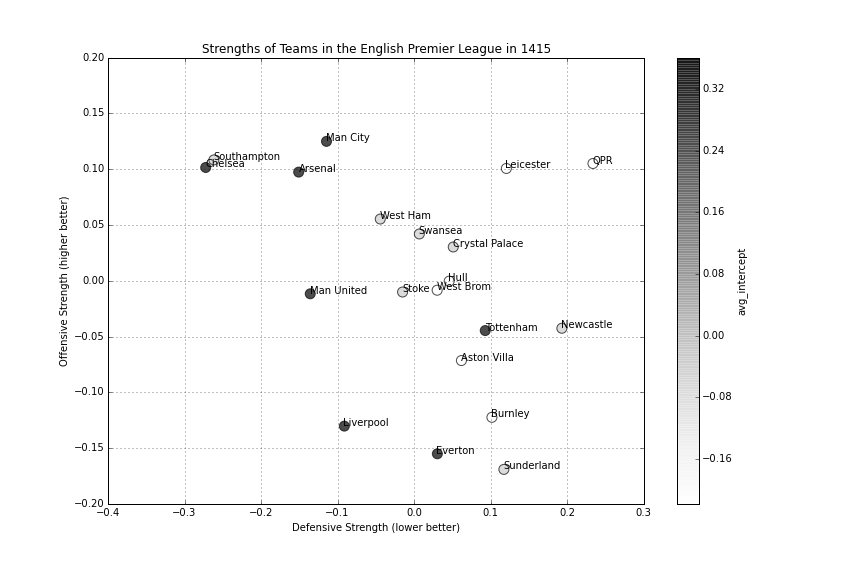 Strengths of Teams in the English Premier League in 1415
0.20
0.15
0.10
0.05
0.00
−0.05
−0.10
−0.15
−0.20
Offensive Strength (higher better)
Man City
Southampton
Chelsea
Arsenal
Leicester
QPR
West Ham
Swansea
Crystal Palace
Hull
West Brom
Stoke
Man United
Newcastle
Tottenham
Aston Villa
Burnley
Liverpool
Everton
Sunderland
−0.4
−0.3
−0.2
−0.1
0.0
0.1
0.2
0.3
Defensive Strength (lower better)
0.32
0.24
0.16
0.08
0.00
−0.08
−0.16
avg_intercept